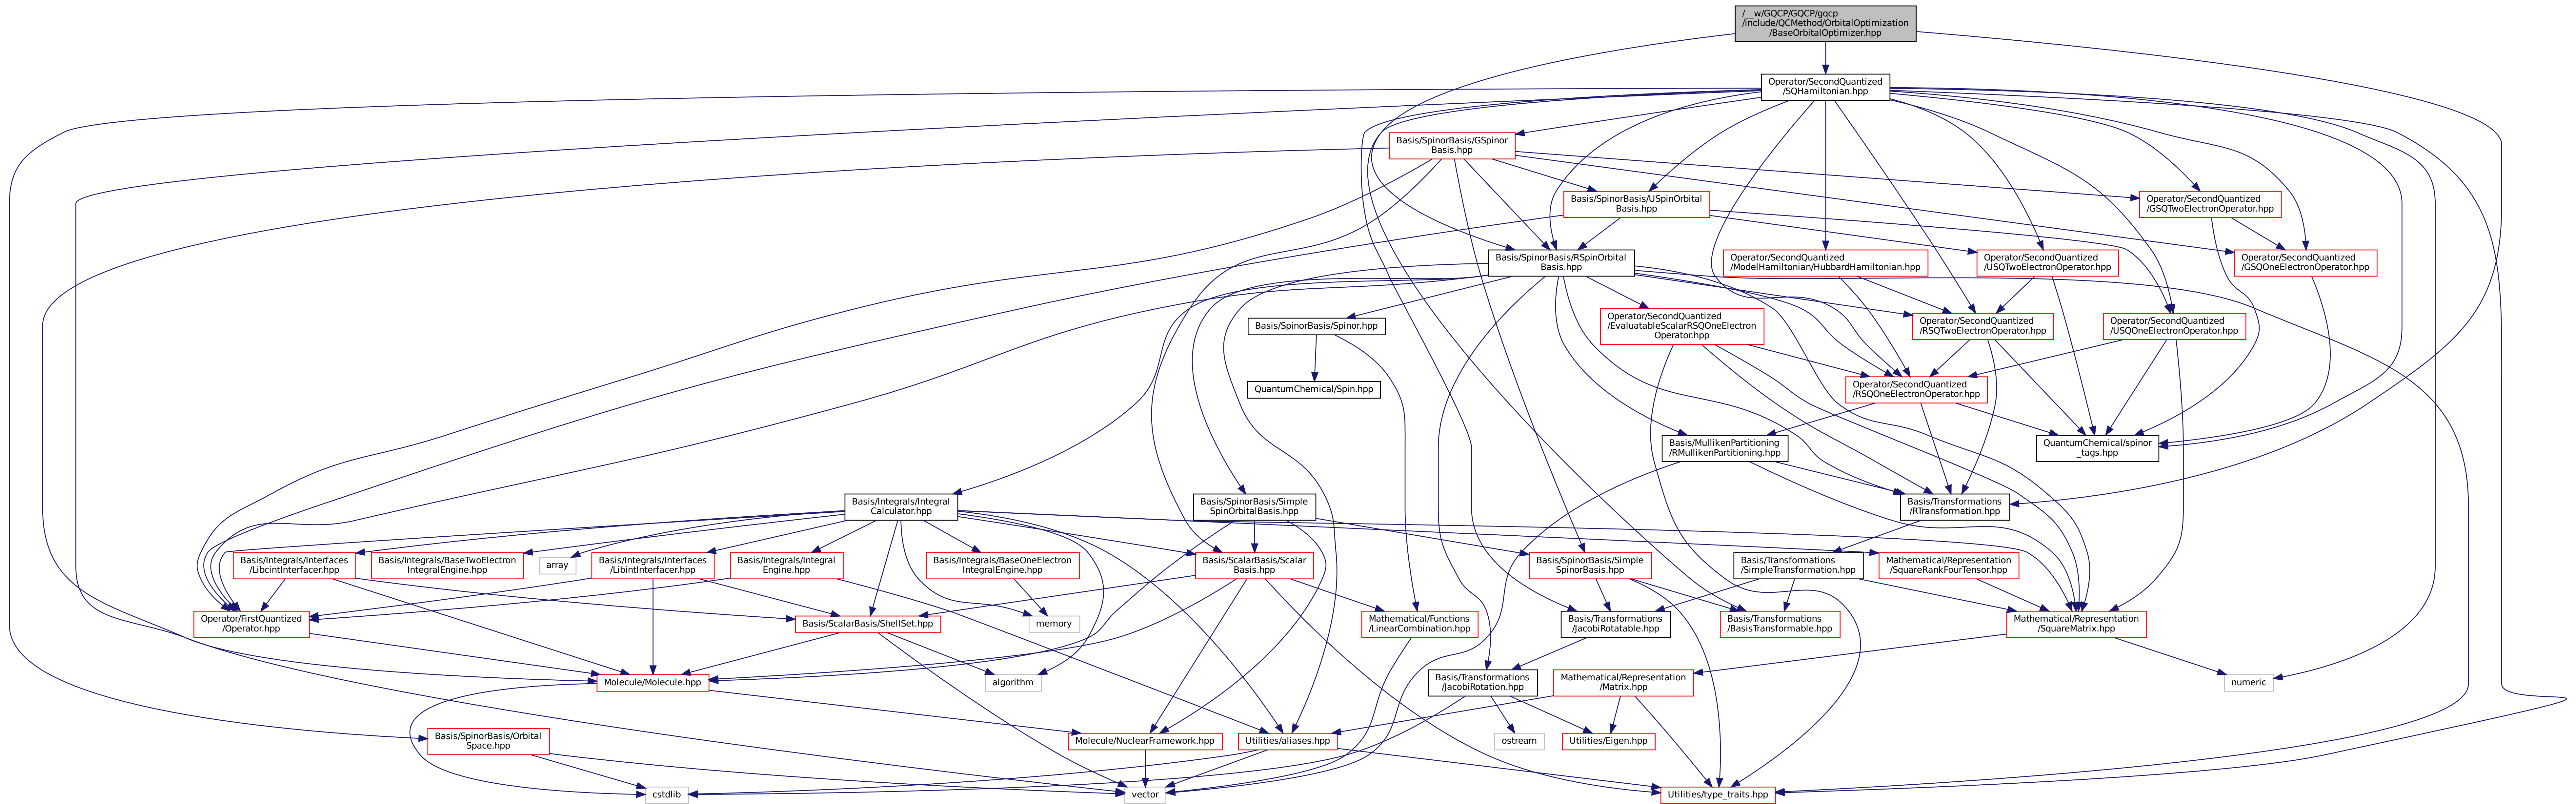 /__w/GQCP/GQCP/gqcp
/include/QCMethod/OrbitalOptimization
/BaseOrbitalOptimizer.hpp
Operator/SecondQuantized
/SQHamiltonian.hpp
Basis/SpinorBasis/GSpinor
Basis.hpp
Basis/SpinorBasis/USpinOrbital
Basis.hpp
Operator/SecondQuantized
/GSQTwoElectronOperator.hpp
Basis/SpinorBasis/RSpinOrbital
Basis.hpp
Operator/SecondQuantized
/ModelHamiltonian/HubbardHamiltonian.hpp
Operator/SecondQuantized
/USQTwoElectronOperator.hpp
Operator/SecondQuantized
/GSQOneElectronOperator.hpp
Basis/SpinorBasis/Spinor.hpp
Operator/SecondQuantized
/EvaluatableScalarRSQOneElectron
Operator.hpp
Operator/SecondQuantized
/RSQTwoElectronOperator.hpp
Operator/SecondQuantized
/USQOneElectronOperator.hpp
QuantumChemical/Spin.hpp
Operator/SecondQuantized
/RSQOneElectronOperator.hpp
Basis/MullikenPartitioning
/RMullikenPartitioning.hpp
QuantumChemical/spinor
_tags.hpp
Basis/Integrals/Integral
Calculator.hpp
Basis/SpinorBasis/Simple
SpinOrbitalBasis.hpp
Basis/Transformations
/RTransformation.hpp
Basis/Integrals/Interfaces
/LibcintInterfacer.hpp
Basis/Integrals/BaseTwoElectron
IntegralEngine.hpp
array
Basis/Integrals/Interfaces
/LibintInterfacer.hpp
Basis/Integrals/Integral
Engine.hpp
Basis/Integrals/BaseOneElectron
IntegralEngine.hpp
Basis/ScalarBasis/Scalar
Basis.hpp
Basis/SpinorBasis/Simple
SpinorBasis.hpp
Basis/Transformations
/SimpleTransformation.hpp
Mathematical/Representation
/SquareRankFourTensor.hpp
Operator/FirstQuantized
/Operator.hpp
Basis/ScalarBasis/ShellSet.hpp
memory
Mathematical/Functions
/LinearCombination.hpp
Basis/Transformations
/JacobiRotatable.hpp
Basis/Transformations
/BasisTransformable.hpp
Mathematical/Representation
/SquareMatrix.hpp
Molecule/Molecule.hpp
algorithm
Basis/Transformations
/JacobiRotation.hpp
Mathematical/Representation
/Matrix.hpp
numeric
Basis/SpinorBasis/Orbital
Space.hpp
Molecule/NuclearFramework.hpp
Utilities/aliases.hpp
ostream
Utilities/Eigen.hpp
cstdlib
vector
Utilities/type_traits.hpp